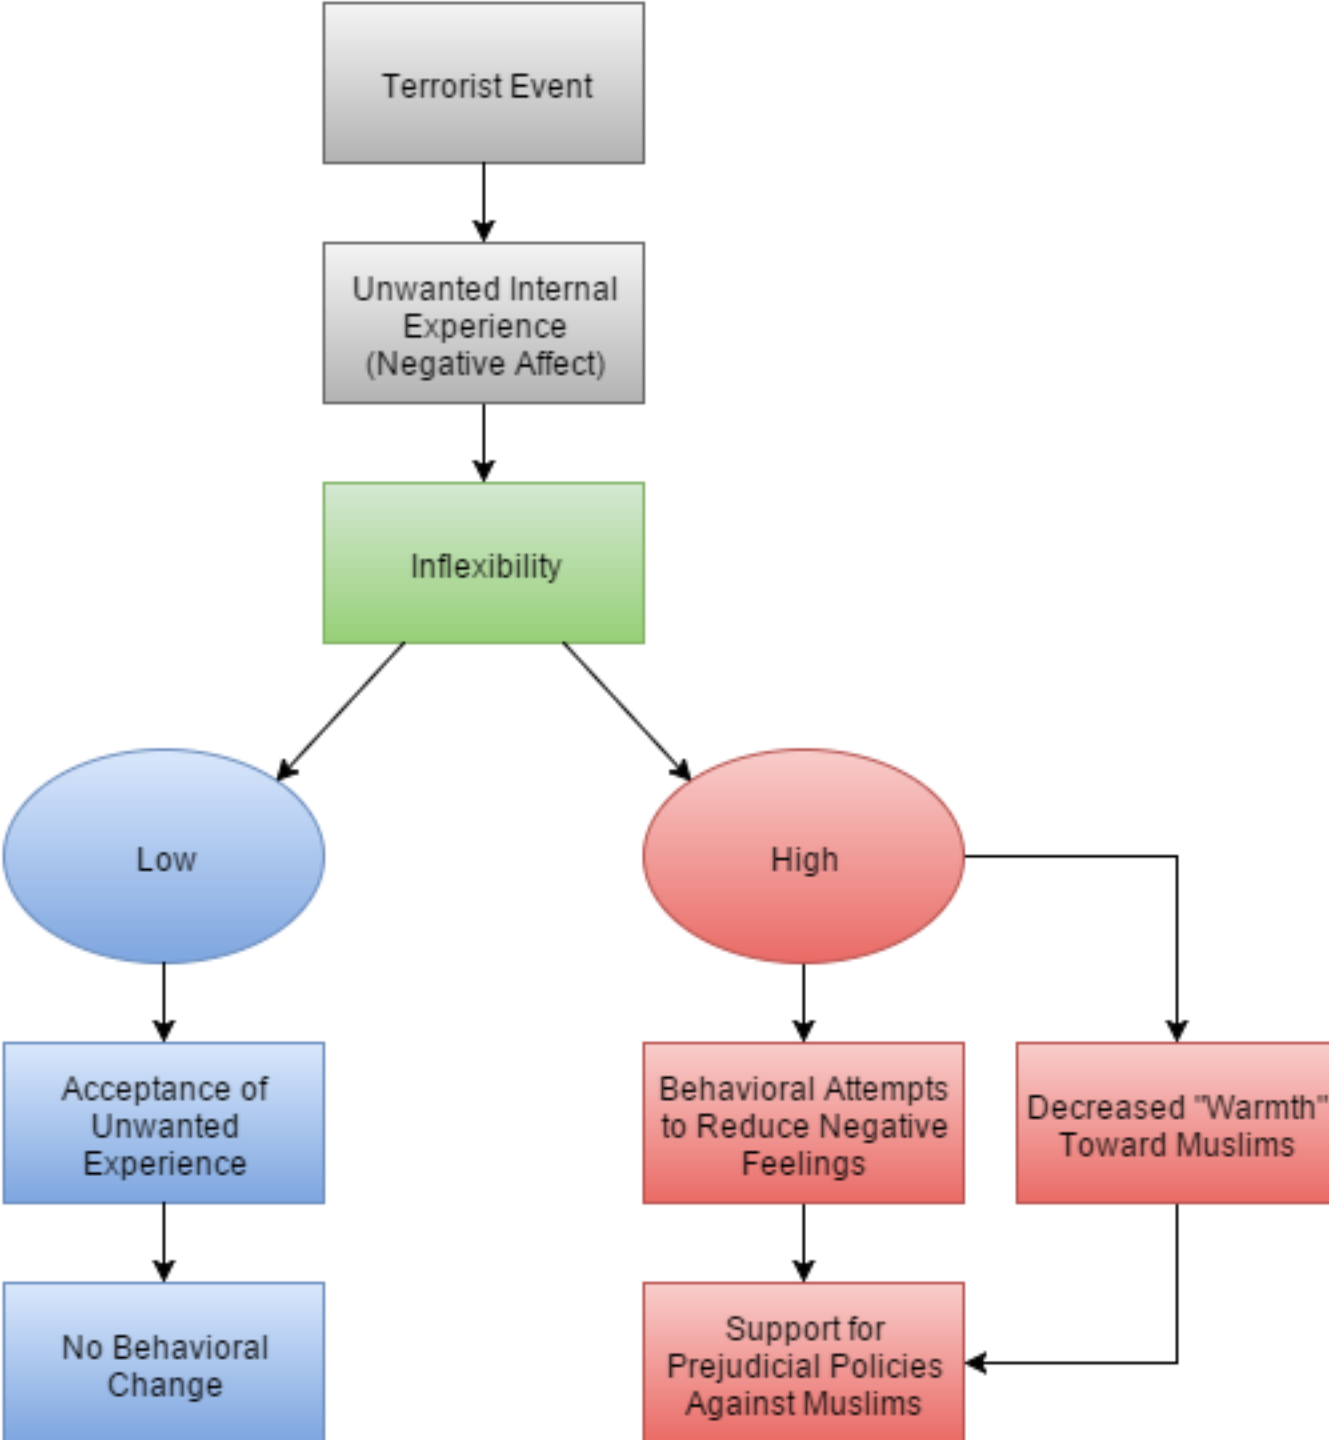 Terrorist Event
Unwanted Internal
Experience
(Negative Affect)
Inflexibility
Low
High
Acceptance of
Unwanted
Experience
Behavioral Attempts
to Reduce Negative
Feelings
Decreased "Warmth"
Toward Muslims
No Behavioral
Change
Support for
Prejudicial Policies
Against Muslims